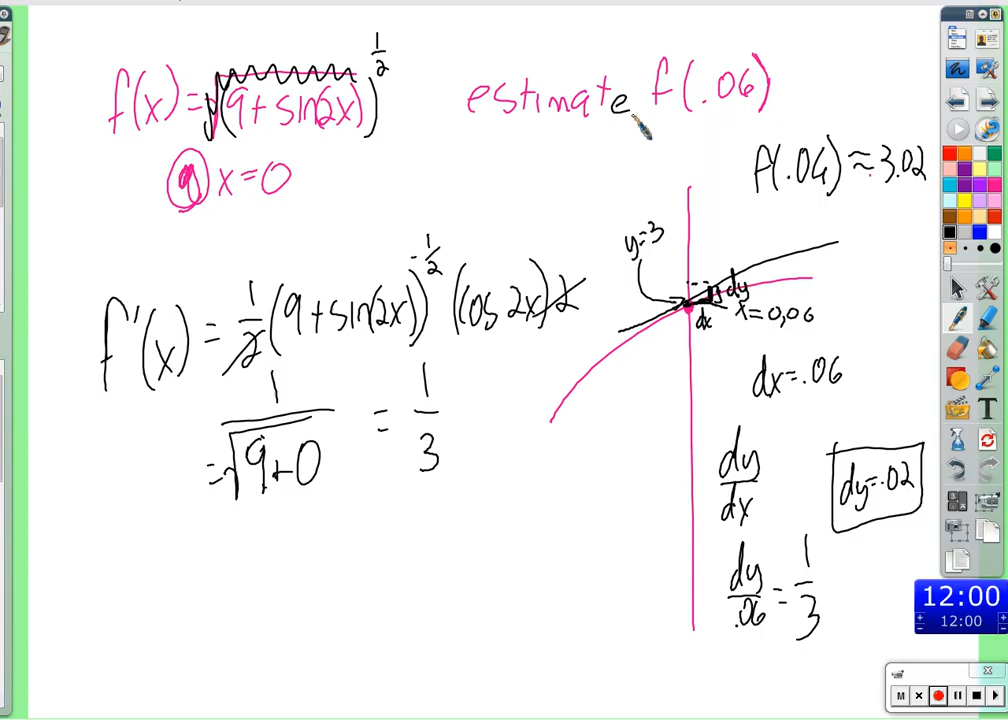 f(x) = √(9 + sin(2x))^{1/2}
estimate f(.06)
@ x=0
f(.06) ≈ 3.02
y=3
f'(x) = 1/2 (9 + sin(2x))^{-1/2} (cos 2x) 2
dy
dx
x=0.06
= 1/√(9+0) = 1/3
dx = .06
dy/dx
dy = .02
dy/.06 = 1/3
12:00
12:00
T
M